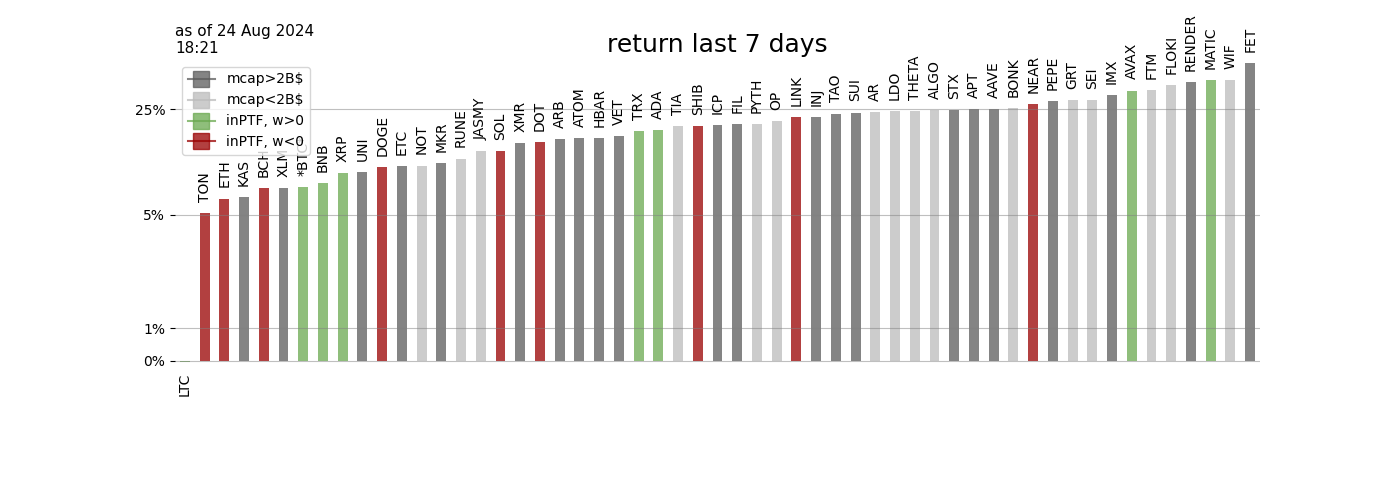 as of 24 Aug 2024
18:21
return last 7 days
mcap>2B$
mcap<2B$
inPTF, w>0
inPTF, w<0
25%
5%
1%
0%
LTC
TON
ETH
KAS
BCH
XLM
*BTC
BNB
XRP
UNI
DOGE
ETC
NOT
MKR
RUNE
JASMY
SOL
XMR
DOT
ARB
ATOM
HBAR
VET
TRX
ADA
TIA
SHIB
ICP
FIL
PYTH
OP
LINK
INJ
TAO
SUI
AR
LDO
THETA
ALGO
STX
APT
AAVE
BONK
NEAR
PEPE
GRT
SEI
IMX
AVAX
FTM
FLOKI
RENDER
MATIC
WIF
FET